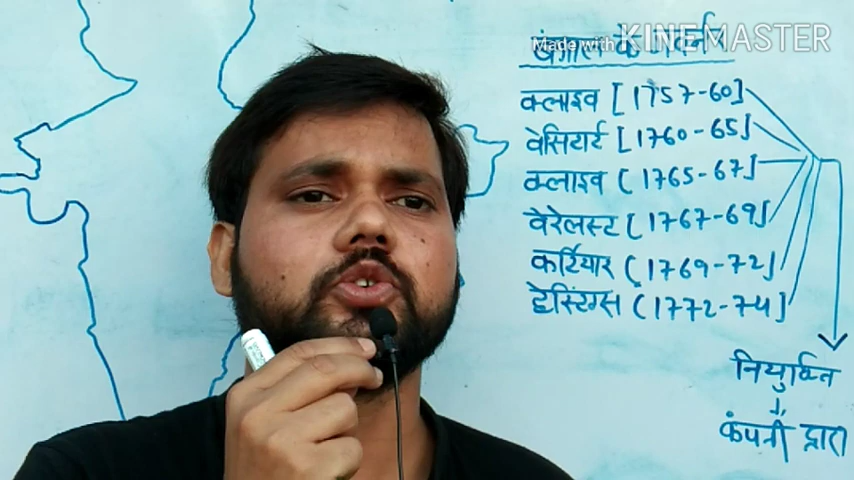 बंगाल के गवर्नर
Made with KINEMASTER
क्लाइव [1757-60]
वेंसिटार्ट [1760-65]
क्लाइव (1765-67]
वेरेलस्ट (1767-69]
कर्टियार (1769-72]
हेस्टिंग्स (1772-74]
नियुक्ति
कंपनी द्वारा